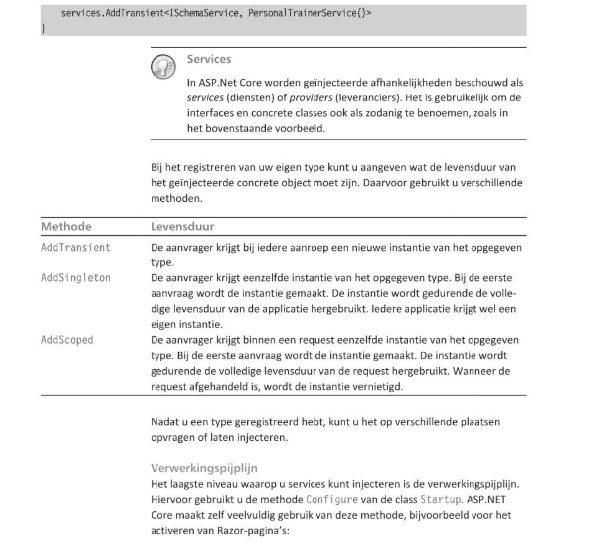 services.AddTransient<ISchemaService, PersonalTrainerService()>
}
Services
In ASP.Net Core worden geïnjecteerde afhankelijkheden beschouwd als
services (diensten) of providers (leveranciers). Het is gebruikelijk om de
interfaces en concrete classes ook als zodanig te benoemen, zoals in
het bovenstaande voorbeeld.
Bij het registreren van uw eigen type kunt u aangeven wat de levensduur van
het geïnjecteerde concrete object moet zijn. Daarvoor gebruikt u verschillende
methoden.
Methode Levensduur
AddTransient De aanvrager krijgt bij iedere aanroep een nieuwe instantie van het opgegeven
type.
AddSingleton De aanvrager krijgt eenzelfde instantie van het opgegeven type. Bij de eerste
aanvraag wordt de instantie gemaakt. De instantie wordt gedurende de volle-
dige levensduur van de applicatie hergebruikt. Iedere applicatie krijgt wel een
eigen instantie.
AddScoped De aanvrager krijgt binnen een request eenzelfde instantie van het opgegeven
type. Bij de eerste aanvraag wordt de instantie gemaakt. De instantie wordt
gedurende de volledige levensduur van de request hergebruikt. Wanneer de
request afgehandeld is, wordt de instantie vernietigd.
Nadat u een type geregistreerd hebt, kunt u het op verschillende plaatsen
opvragen of laten injecteren.
Verwerkingspijplijn
Het laagste niveau waarop u services kunt injecteren is de verwerkingspijplijn.
Hiervoor gebruikt u de methode Configure van de class Startup. ASP.NET
Core maakt zelf veelvuldig gebruik van deze methode, bijvoorbeeld voor het
activeren van Razor-pagina's: